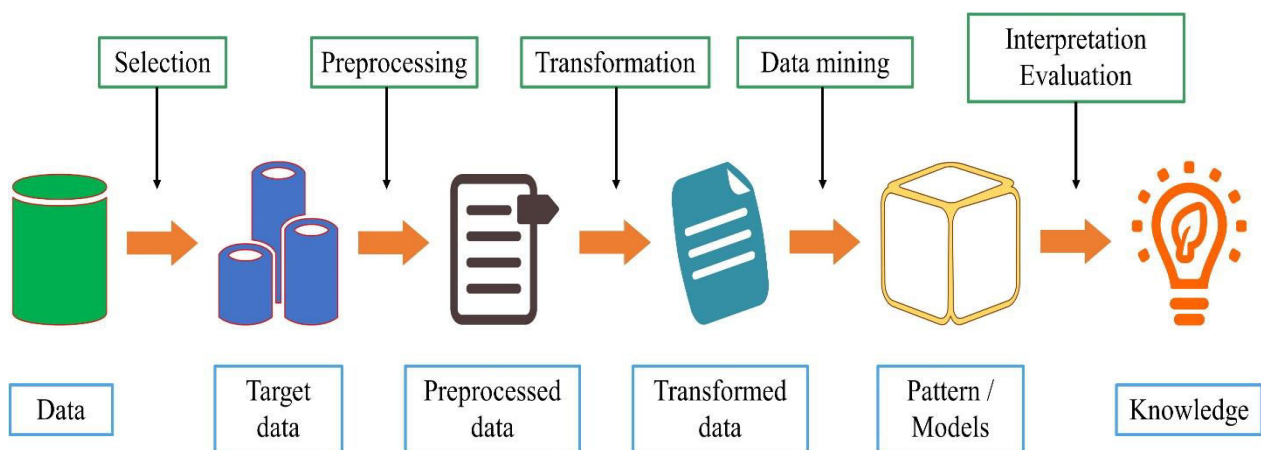 Selection
Preprocessing
Transformation
Data mining
Interpretation
Evaluation
Data
Target
data
Preprocessed
data
Transformed
data
Pattern /
Models
Knowledge